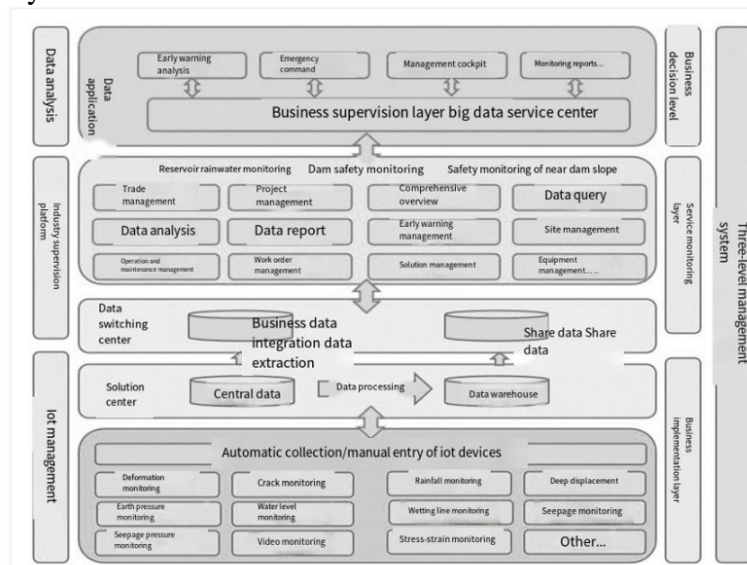 Data analysis
Data
application
Early warning
analysis
Emergency
command
Management cockpit
Monitoring reports...
Business supervision layer big data service center
Business
decision level
Industry supervision
platform
Reservoir rainwater monitoring
Dam safety monitoring
Safety monitoring of near dam slope
Trade
management
Project
management
Comprehensive
overview
Data query
Data analysis
Data report
Early warning
management
Site management
Operation and
maintenance management
Work order
management
Solution management
Equipment
management.....
Service monitoring
layer
Three-level management
system
Data
switching
center
Business data
integration data
extraction
Share data Share
data
Iot management
Solution
center
Central data
Data processing
Data warehouse
Business implementation layer
Automatic collection/manual entry of iot devices
Deformation
monitoring
Crack monitoring
Rainfall monitoring
Deep displacement
Earth pressure
monitoring
Water level
monitoring
Wetting line monitoring
Seepage monitoring
Seepage pressure
monitoring
Video monitoring
Stress-strain monitoring
Other...